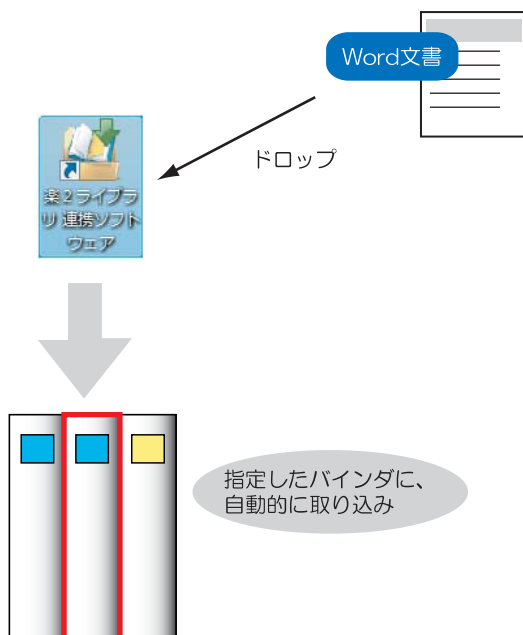 Word文書
ドロップ
楽2ライブラ
リ 連携ソフト
ウェア
指定したバインダに、
自動的に取り込み